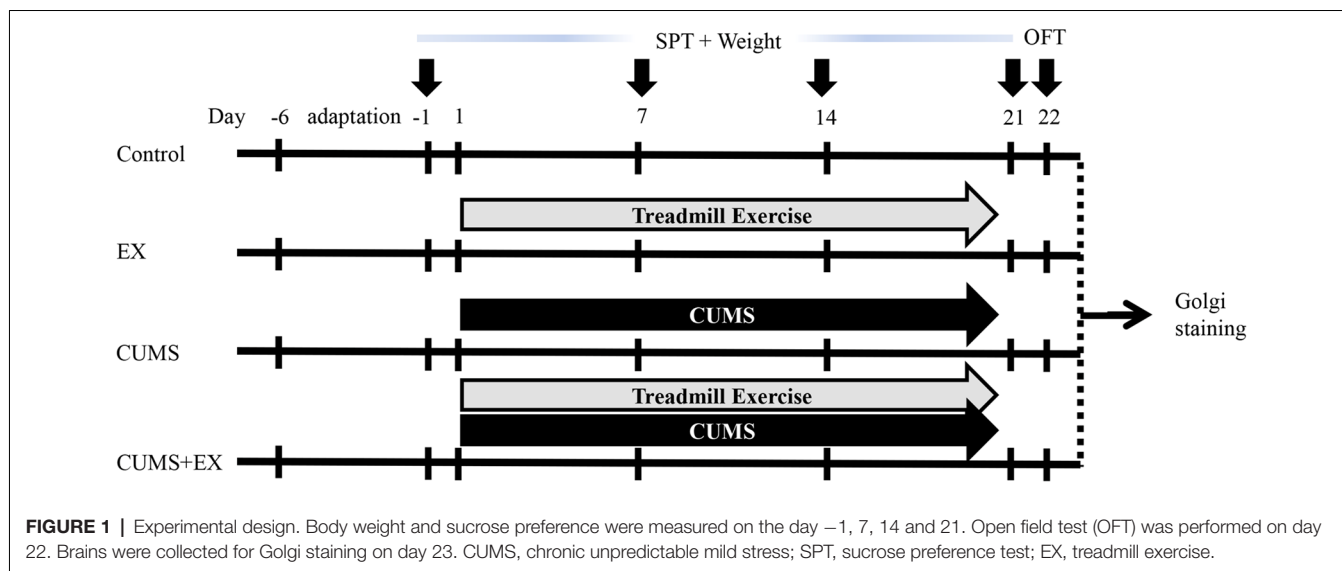 SPT + Weight OFT
Day -6 adaptation -1 1 7 14 21 22
Control
Treadmill Exercise
EX
CUMS
CUMS
Treadmill Exercise
CUMS
CUMS+EX
Golgi
staining
FIGURE 1 | Experimental design. Body weight and sucrose preference were measured on the day −1, 7, 14 and 21. Open field test (OFT) was performed on day
22. Brains were collected for Golgi staining on day 23. CUMS, chronic unpredictable mild stress; SPT, sucrose preference test; EX, treadmill exercise.